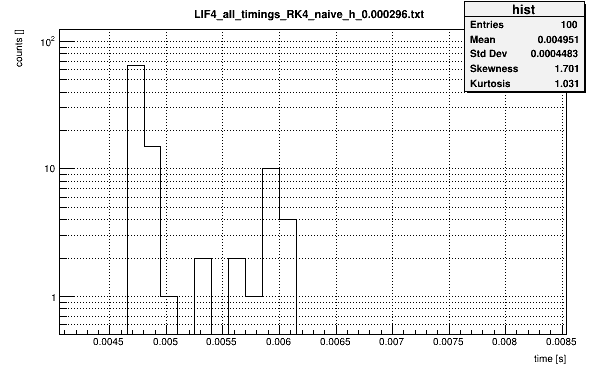 LIF4_all_timings_RK4_naive_h_0.000296.txt
hist
Entries 100
Mean 0.004951
Std Dev 0.0004483
Skewness 1.701
Kurtosis 1.031
counts []
10²
10
1
0.0045 0.005 0.0055 0.006 0.0065 0.007 0.0075 0.008 0.0085
time [s]